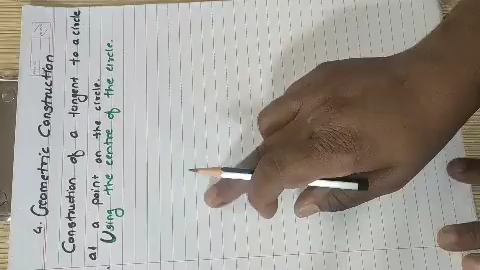 4. Geometric Construction
Construction of a tangent to a circle
at a point on the circle.
Using the centre of the circle.